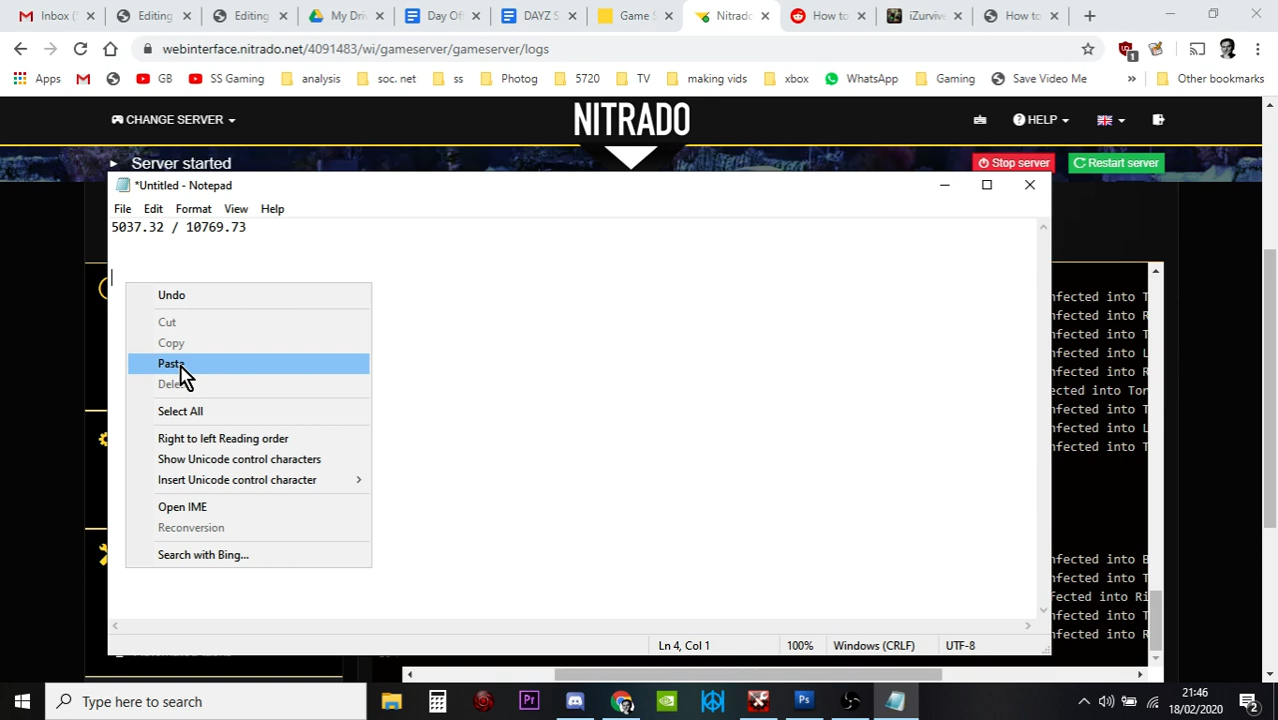 Inbox (
Editing
Editing
My Dri
Day Of
DAYZ S
Game S
Nitrado
How to
iZurvive
How to
webinterface.nitrado.net/4091483/wi/gameserver/gameserver/logs
1
Apps
GB
SS Gaming
analysis
soc. net
ss
Photog
5720
TV
making vids
xbox
WhatsApp
Gaming
Save Video Me
»
Other bookmarks
CHANGE SERVER
NITRADO
HELP
Server started
Stop server
Restart server
*Untitled - Notepad
File Edit Format View Help
5037.32 / 10769.73
Undo
Cut
Copy
Paste
Select All
Right to left Reading order
Show Unicode control characters
Insert Unicode control character
Open IME
Reconversion
Search with Bing...
nfected into T
nfected into R
nfected into T
nfected into L
nfected into R
ected into Tor
nfected into T
nfected into L
nfected into T
nfected into B
nfected into T
fected into Ri
nfected into T
nfected into R
Ln 4, Col 1
100%
Windows (CRLF)
UTF-8
Type here to search
Pr
Ps
21:46
18/02/2020
2